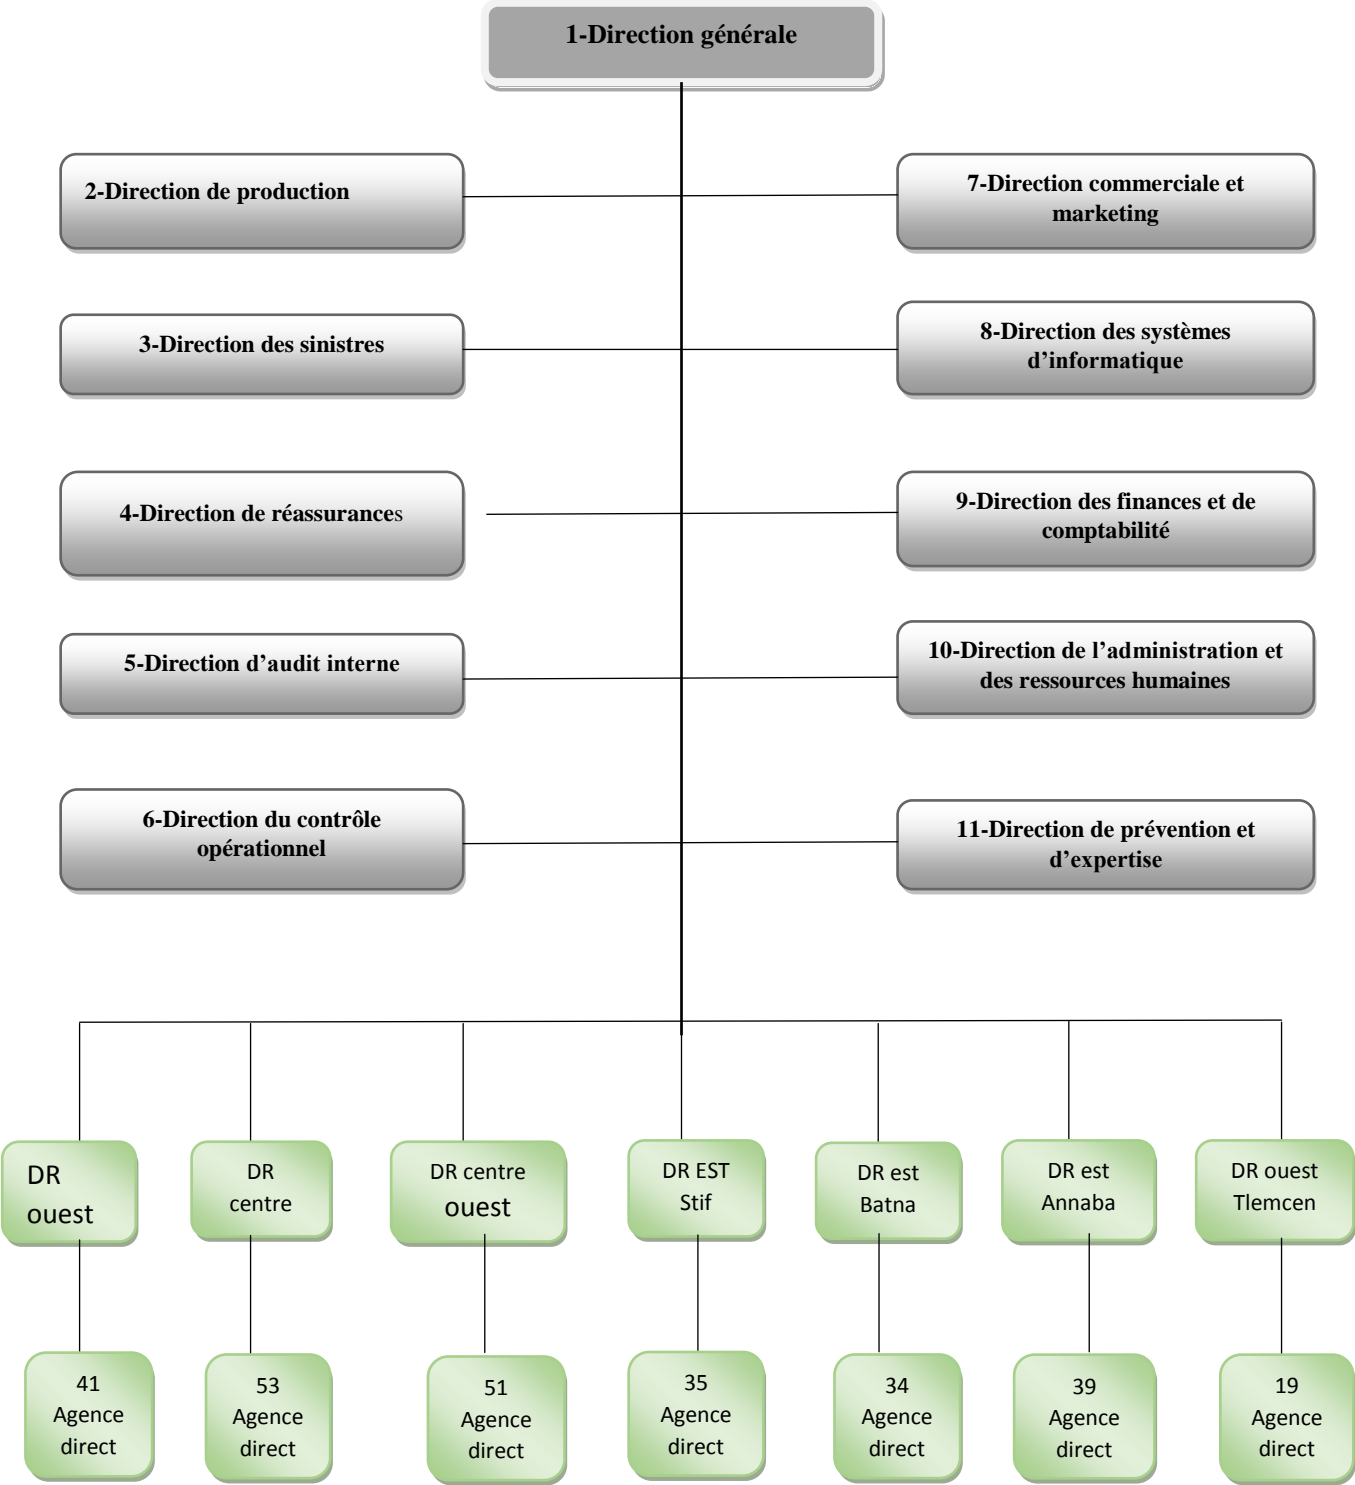 1-Direction générale
2-Direction de production
7-Direction commerciale et
marketing
3-Direction des sinistres
8-Direction des systèmes
d’informatique
4-Direction de réassurances
9-Direction des finances et de
comptabilité
5-Direction d’audit interne
10-Direction de l’administration et
des ressources humaines
6-Direction du contrôle
opérationnel
11-Direction de prévention et
d’expertise
DR
ouest
DR
centre
DR centre
ouest
DR EST
Stif
DR est
Batna
DR est
Annaba
DR ouest
Tlemcen
41
Agence
direct
53
Agence
direct
51
Agence
direct
35
Agence
direct
34
Agence
direct
39
Agence
direct
19
Agence
direct